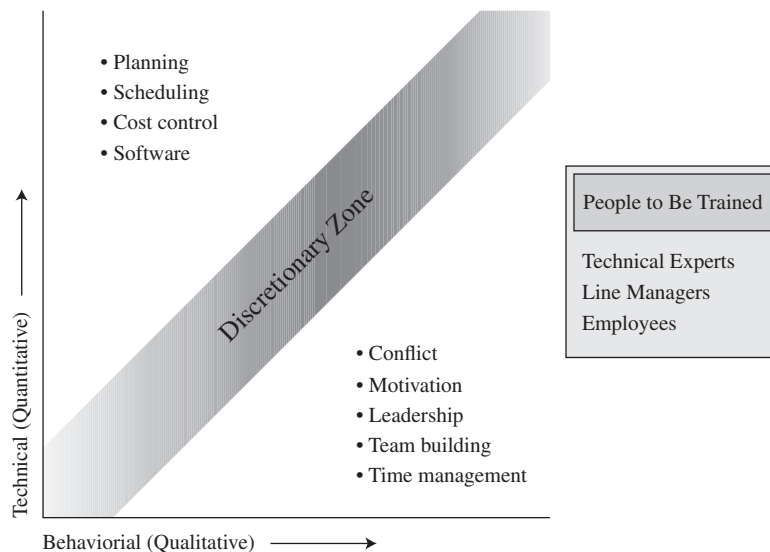 • Planning
• Scheduling
• Cost control
• Software
Discretionary Zone
People to Be Trained
Technical Experts
Line Managers
Employees
• Conflict
• Motivation
• Leadership
• Team building
• Time management
Technical (Quantitative)
Behaviorial (Qualitative)